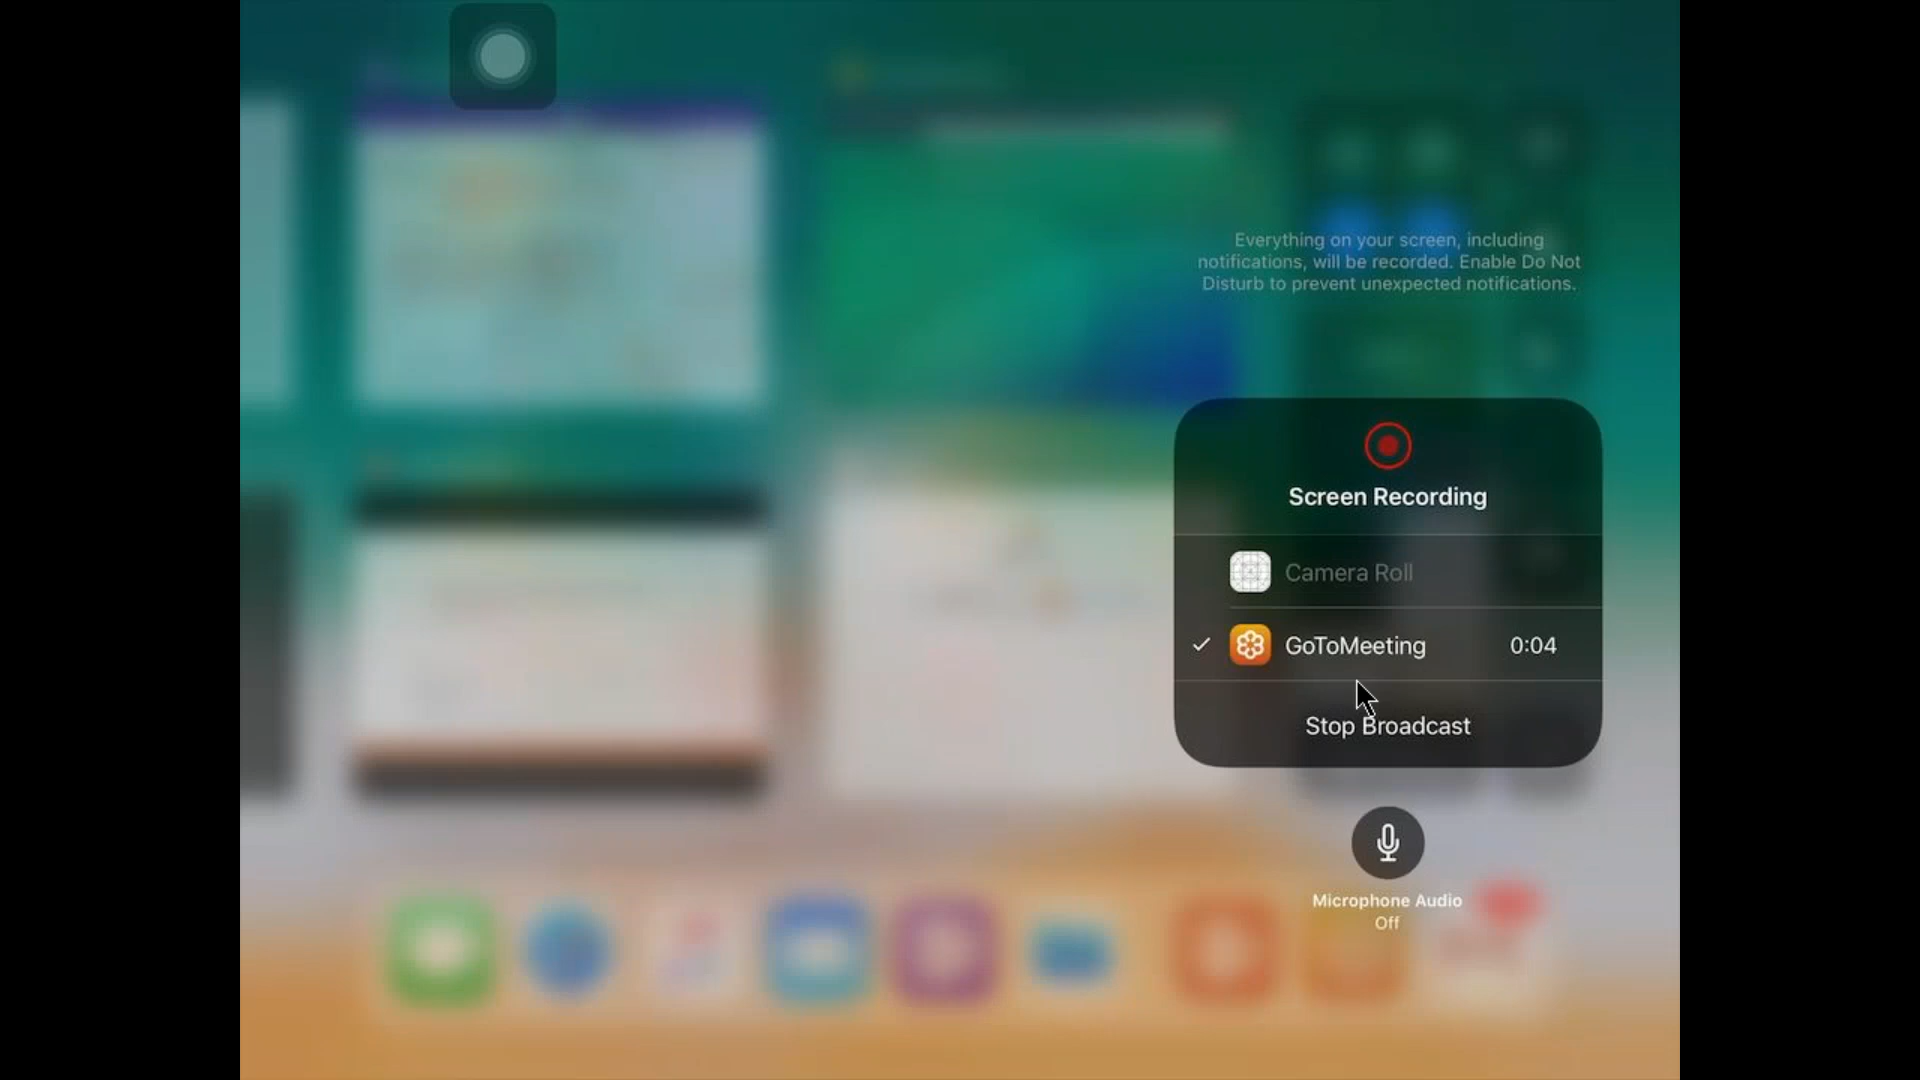 Everything on your screen, including
notifications, will be recorded. Enable Do Not
Disturb to prevent unexpected notifications.
Screen Recording
Camera Roll
GoToMeeting 0:04
Stop Broadcast
Microphone Audio
Off